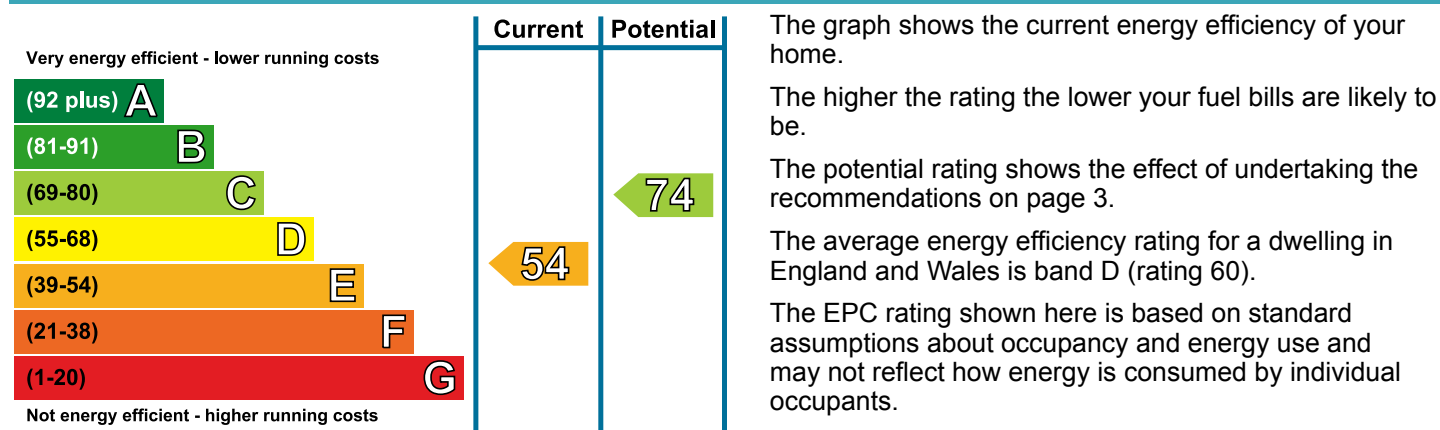 Current Potential
Very energy efficient - lower running costs
(92 plus) A
(81-91) B
(69-80) C
74
(55-68) D
54
(39-54) E
(21-38) F
(1-20) G
Not energy efficient - higher running costs
The graph shows the current energy efficiency of your
home.
The higher the rating the lower your fuel bills are likely to
be.
The potential rating shows the effect of undertaking the
recommendations on page 3.
The average energy efficiency rating for a dwelling in
England and Wales is band D (rating 60).
The EPC rating shown here is based on standard
assumptions about occupancy and energy use and
may not reflect how energy is consumed by individual
occupants.